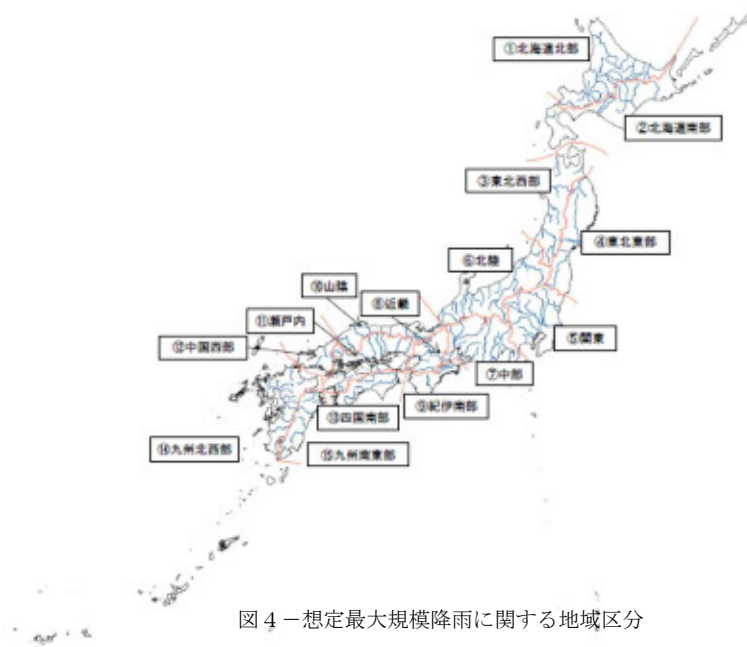 ①北海道北部
②北海道南部
③東北西部
④東北東部
⑥北陸
⑩山陰
⑧近畿
⑪瀬戸内
⑫中国西部
⑤関東
⑦中部
⑨紀伊南部
⑬四国南部
⑭九州北西部
⑮九州南東部
図4－想定最大規模降雨に関する地域区分